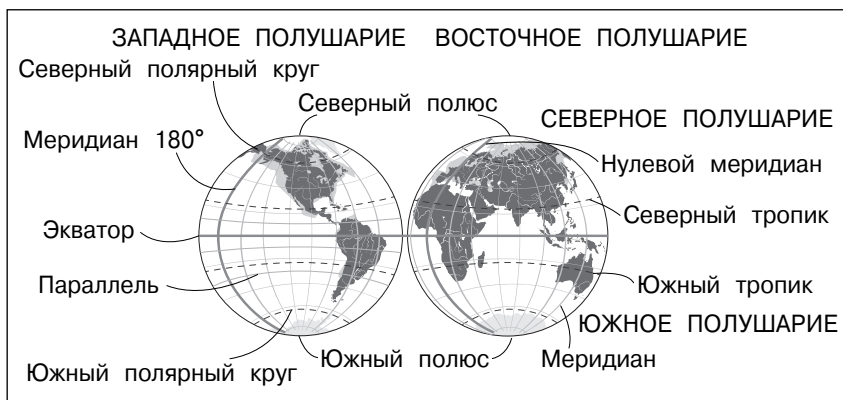 ЗАПАДНОЕ ПОЛУШАРИЕ ВОСТОЧНОЕ ПОЛУШАРИЕ
Северный полярный круг
Северный полюс
СЕВЕРНОЕ ПОЛУШАРИЕ
Меридиан 180°
Нулевой меридиан
Северный тропик
Экватор
Параллель
Южный тропик
ЮЖНОЕ ПОЛУШАРИЕ
Южный полюс
Меридиан
Южный полярный круг